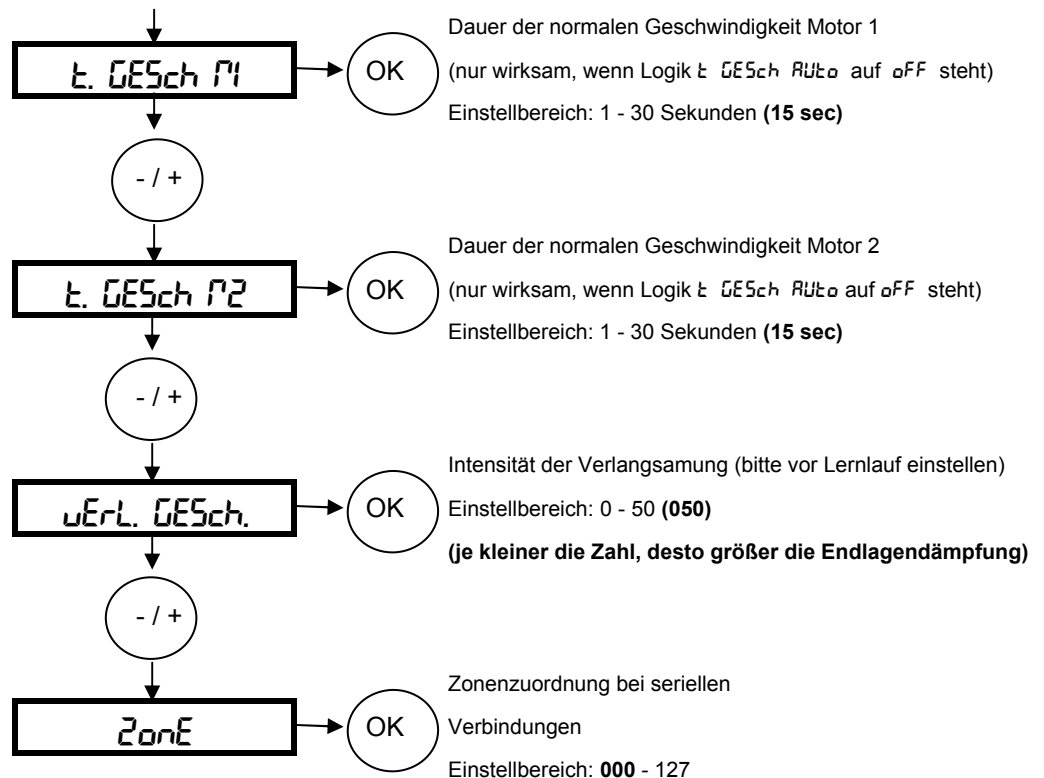 t. GESch M1
OK
Dauer der normalen Geschwindigkeit Motor 1
(nur wirksam, wenn Logik t GESch AUto auf oFF steht)
Einstellbereich: 1 - 30 Sekunden (15 sec)
- / +
t. GESch M2
OK
Dauer der normalen Geschwindigkeit Motor 2
(nur wirksam, wenn Logik t GESch AUto auf oFF steht)
Einstellbereich: 1 - 30 Sekunden (15 sec)
- / +
vErL. GESch.
OK
Intensität der Verlangsamung (bitte vor Lernlauf einstellen)
Einstellbereich: 0 - 50 (050)
(je kleiner die Zahl, desto größer die Endlagendämpfung)
- / +
ZonE
OK
Zonenzuordnung bei seriellen
Verbindungen
Einstellbereich: 000 - 127